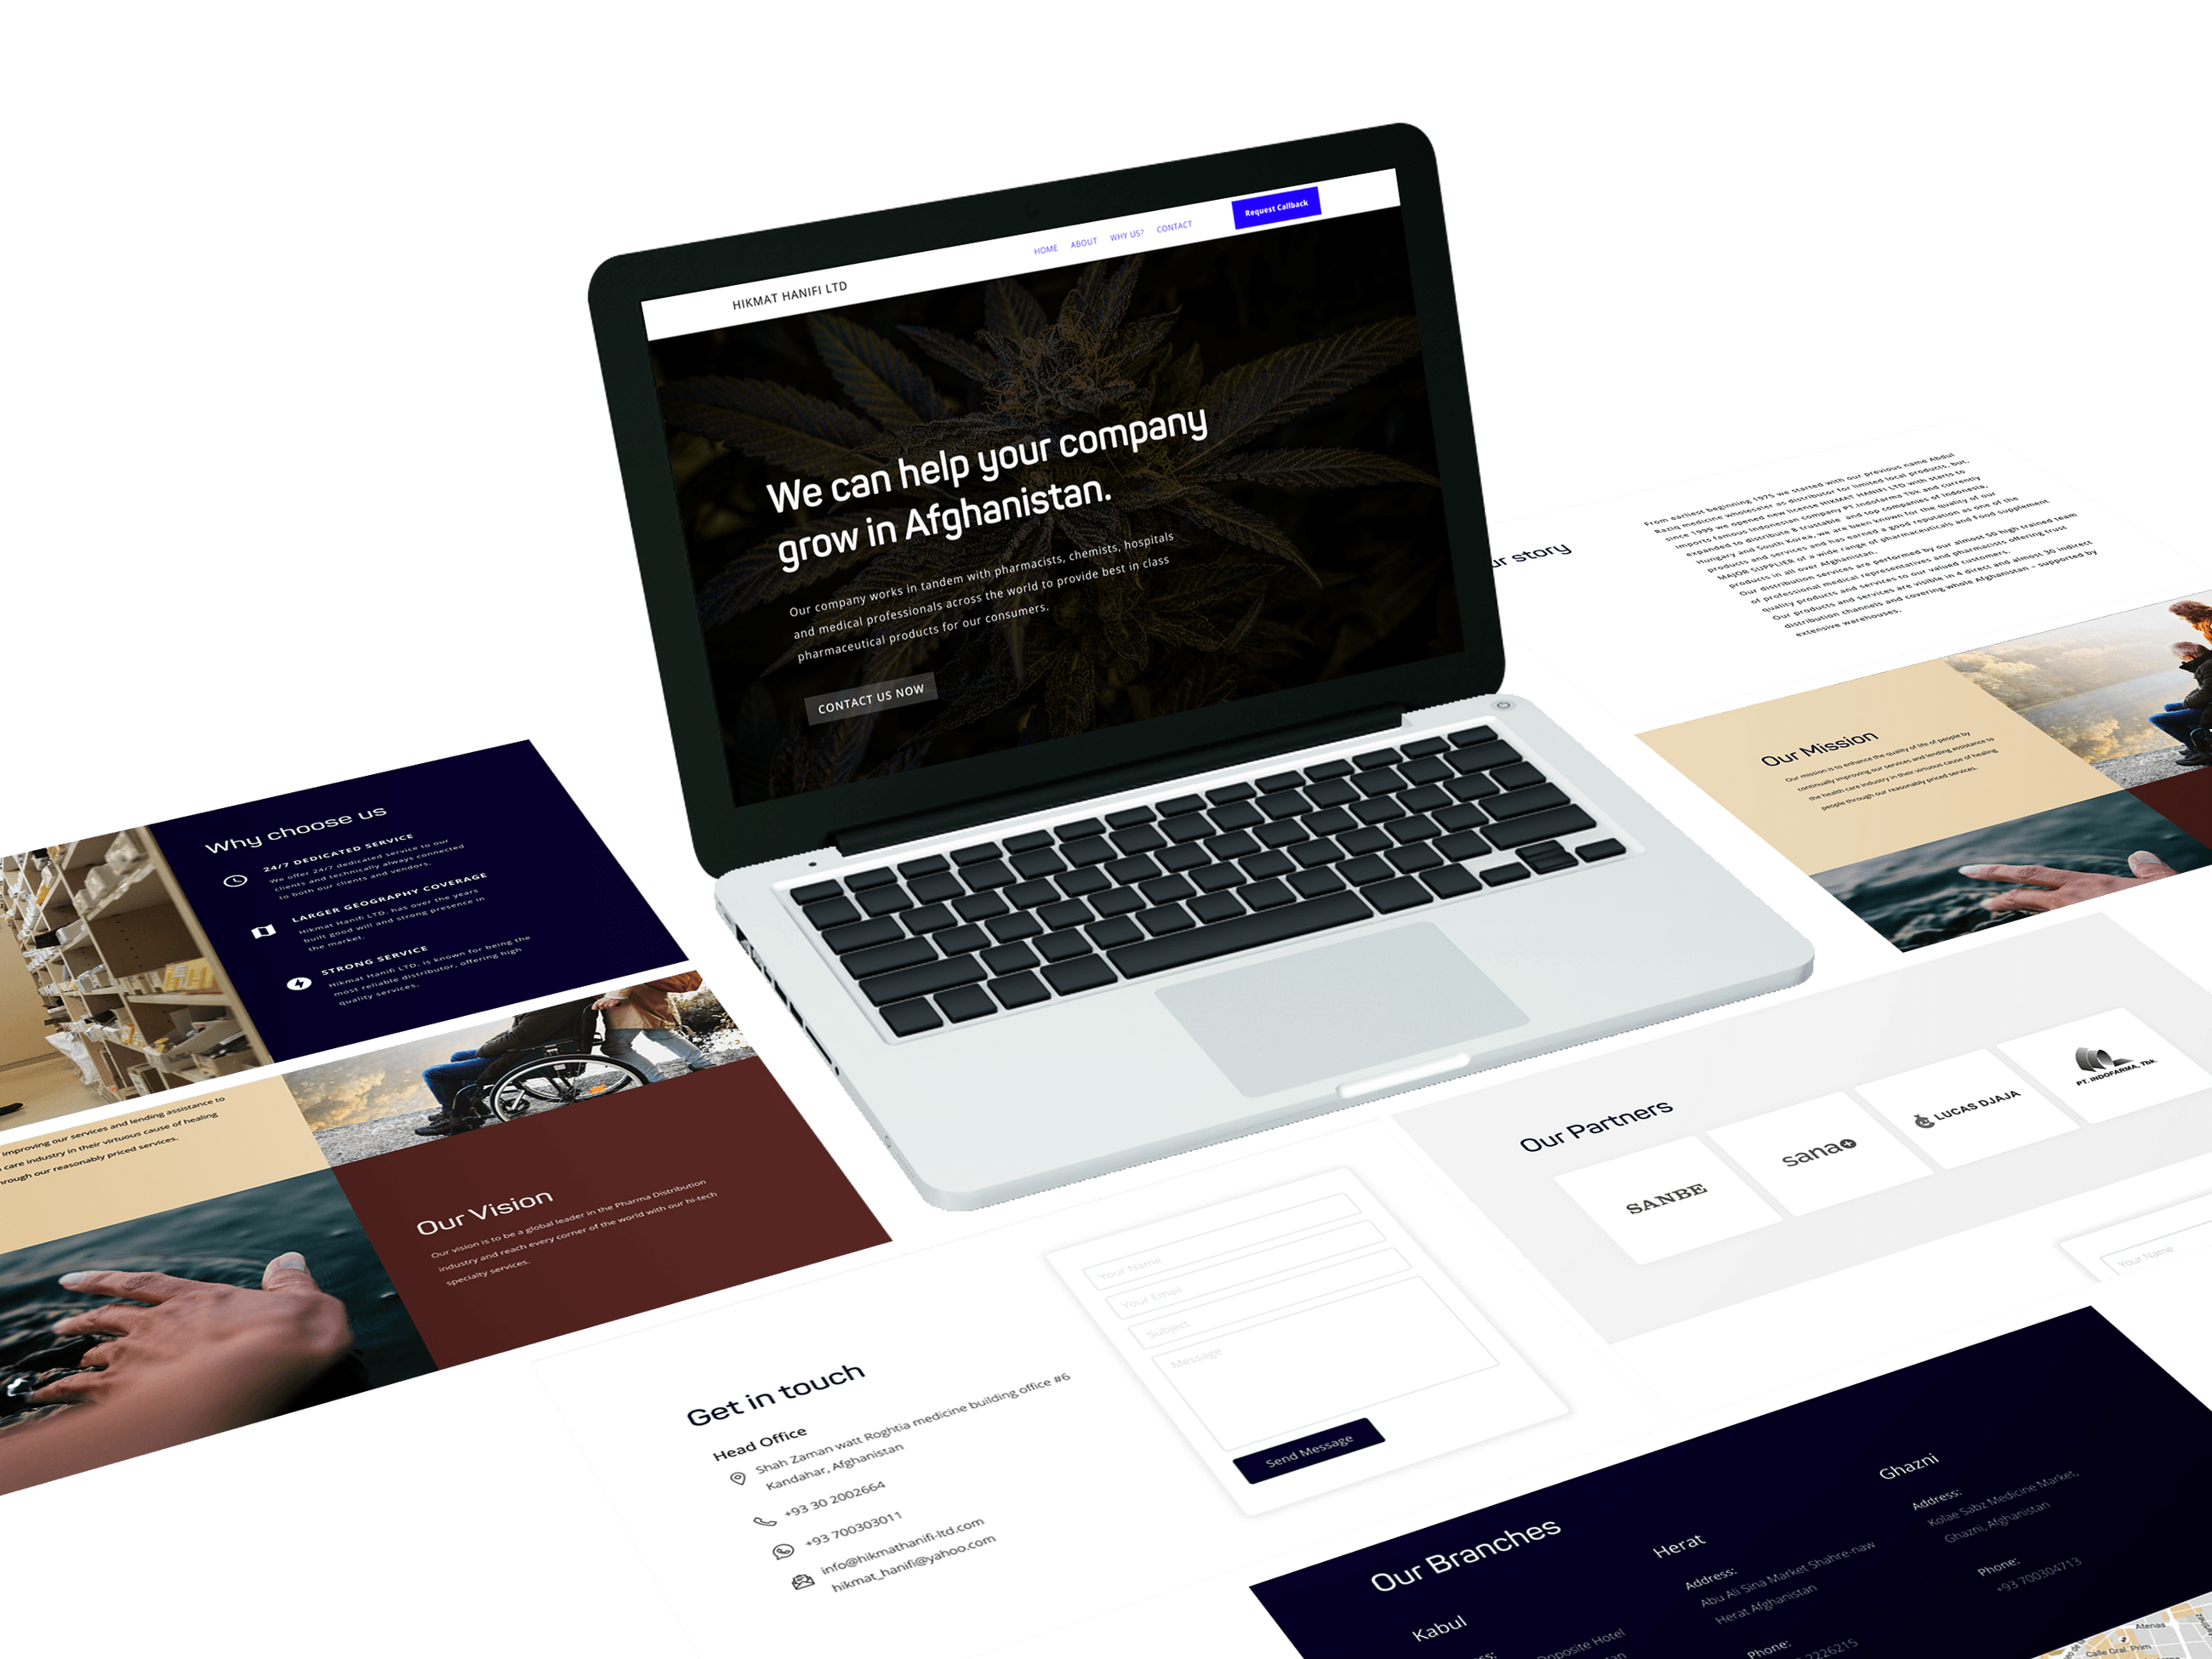 HIKMAT HANIFI LTD
HOME ABOUT WHY US? CONTACT
Request Callback
We can help your company
grow in Afghanistan.
Our company works in tandem with pharmacists, chemists, hospitals
and medical professionals across the world to provide best in class
pharmaceutical products for our consumers.
CONTACT US NOW
ur story
From earliest beginning 1975 we started with our previous name Abdul
Raziq medicine wholesaler as distributor for limited local products, but,
since 1999 we opened new license HIKMAT HANIFI LTD with starts to
imports famous Indonesian company PT.Indofarma Tbk and currently
expanded to distribute 8 trustable and top companies of Indonesia,
Hungary and South Korea, we are been known for the quality of our
products and services and has earned a good reputation as one of the
MAJOR SUPPLIER of a wide range of pharmaceuticals and Food supplement
products in all over Afghanistan.
Our distribution services are performed by our almost 50 high trained team
of professional medical representatives and pharmacists offering trust
quality products and services to our valued customers.
Our products and services are visible in 4 direct and almost 30 indirect
distribution channels and covering whole Afghanistan – supported by
extensive warehouses.
Our Mission
Our mission is to enhance the quality of life of people by
continually improving our services and lending assistance to
the health care industry in their virtuous cause of healing
people through our reasonably priced services.
Why choose us
24/7 DEDICATED SERVICE
We offer 24/7 dedicated service to our
clients and technically always connected
to both our clients and vendors.
LARGER GEOGRAPHY COVERAGE
Hikmat Hanifi LTD, has over the years
built good will and strong presence in
the market.
STRONG SERVICE
Hikmat Hanifi LTD, is known for being the
most reliable distributor, offering high
quality services.
improving our services and lending assistance to
care industry in their virtuous cause of healing
rough our reasonably priced services.
Our Vision
Our vision is to be a global leader in the Pharma Distribution
industry and reach every corner of the world with our hi-tech
specialty services.
Our Partners
SANBE
sana
LUCAS DJAJA
PT. INDOFARMA, Tbk.
Get in touch
Head Office
Shah Zaman watt Roghtia medicine building office #6
Kandahar, Afghanistan
+93 30 2002664
+93 700303011
info@hikmathanifi-ltd.com
hikmat_hanifi@yahoo.com
Your Name
Your Email
Subject
Message
Send Message
Your Name
Our Branches
Kabul
Opposite Hotel
Herat
Address:
Abu Ali Sina Market Shahre-naw
Herat Afghanistan
Phone:
2226215
Ghazni
Address:
Kolae Sabz Medicine Market,
Ghazni, Afghanistan
Phone:
+93 700304713
Atenas
Calle Gral. Prim